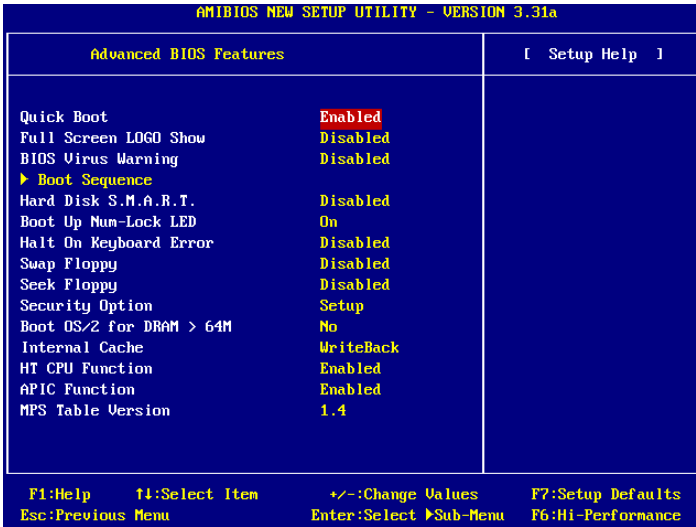 AMIBIOS NEW SETUP UTILITY - VERSION 3.31a
Advanced BIOS Features
[ Setup Help ]
Quick Boot Enabled
Full Screen LOGO Show Disabled
BIOS Virus Warning Disabled
▶ Boot Sequence
Hard Disk S.M.A.R.T. Disabled
Boot Up Num-Lock LED On
Halt On Keyboard Error Disabled
Swap Floppy Disabled
Seek Floppy Disabled
Security Option Setup
Boot OS/2 for DRAM > 64M No
Internal Cache WriteBack
HT CPU Function Enabled
APIC Function Enabled
MPS Table Version 1.4
F1:Help ↑↓:Select Item +/-:Change Values F7:Setup Defaults
Esc:Previous Menu Enter:Select ▶Sub-Menu F6:Hi-Performance